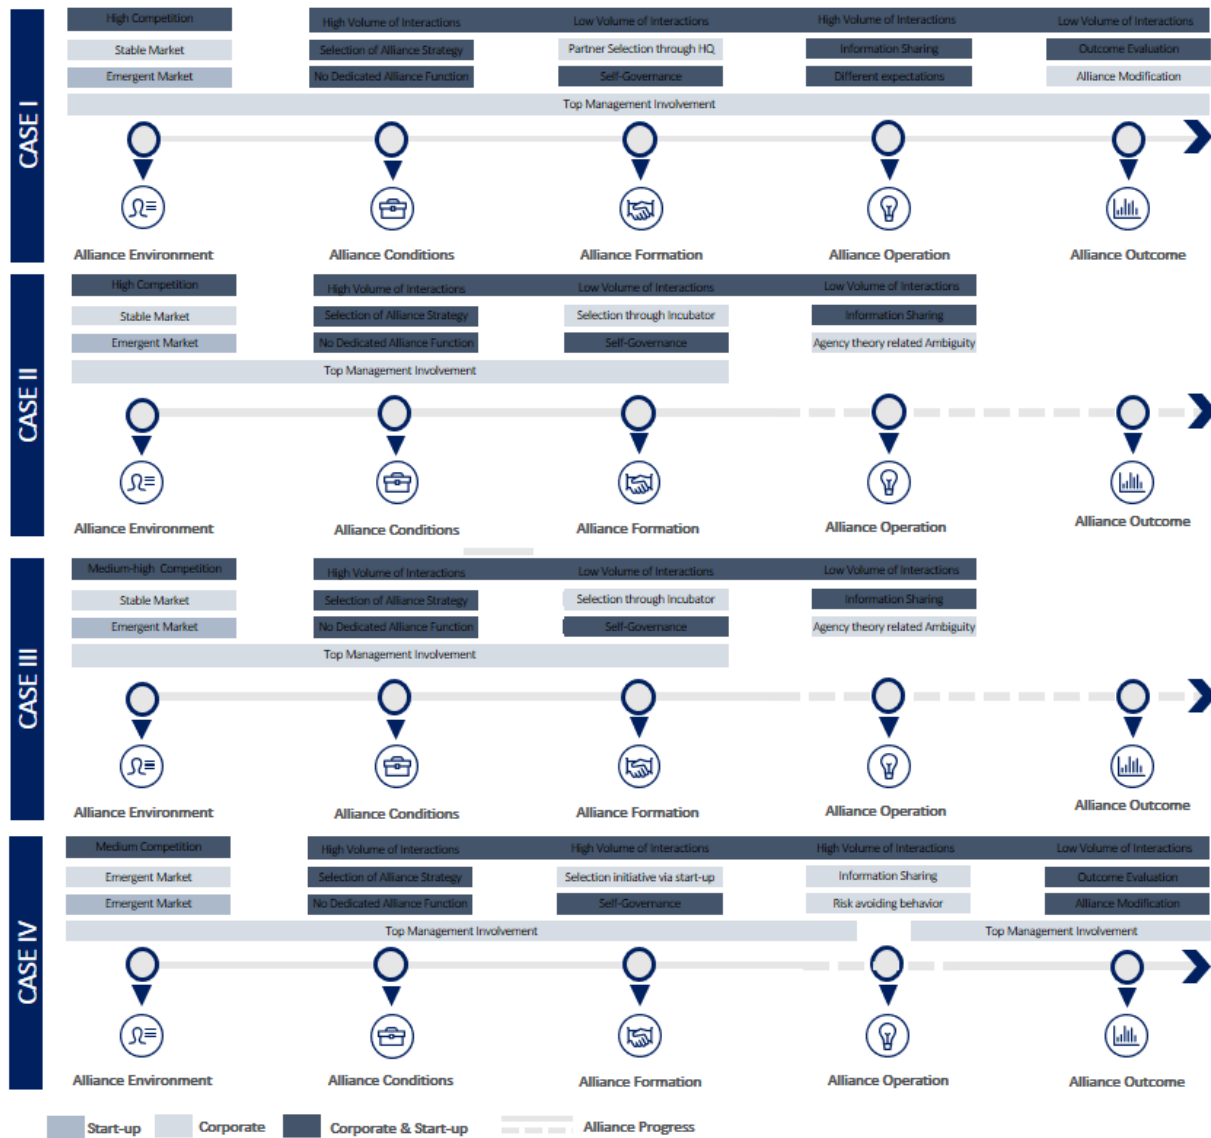 CASE I
High Competition
High Volume of Interactions
Low Volume of Interactions
High Volume of Interactions
Low Volume of Interactions
Stable Market
Selection of Alliance Strategy
Partner Selection through HQ
Information Sharing
Outcome Evaluation
Emergent Market
No Dedicated Alliance Function
Self-Governance
Different expectations
Alliance Modification
Top Management Involvement
Alliance Environment
Alliance Conditions
Alliance Formation
Alliance Operation
Alliance Outcome
CASE II
High Competition
High Volume of Interactions
Low Volume of Interactions
Low Volume of Interactions
Stable Market
Selection of Alliance Strategy
Selection through Incubator
Information Sharing
Emergent Market
No Dedicated Alliance Function
Self-Governance
Agency theory related Ambiguity
Top Management Involvement
Alliance Environment
Alliance Conditions
Alliance Formation
Alliance Operation
Alliance Outcome
CASE III
Medium-high Competition
High Volume of Interactions
Low Volume of Interactions
Low Volume of Interactions
Stable Market
Selection of Alliance Strategy
Selection through Incubator
Information Sharing
Emergent Market
No Dedicated Alliance Function
Self-Governance
Agency theory related Ambiguity
Top Management Involvement
Alliance Environment
Alliance Conditions
Alliance Formation
Alliance Operation
Alliance Outcome
CASE IV
Medium Competition
High Volume of Interactions
High Volume of Interactions
High Volume of Interactions
Low Volume of Interactions
Emergent Market
Selection of Alliance Strategy
Selection initiative via start-up
Information Sharing
Outcome Evaluation
Emergent Market
No Dedicated Alliance Function
Self-Governance
Risk avoiding behavior
Alliance Modification
Top Management Involvement
Top Management Involvement
Alliance Environment
Alliance Conditions
Alliance Formation
Alliance Operation
Alliance Outcome
Start-up
Corporate
Corporate & Start-up
Alliance Progress